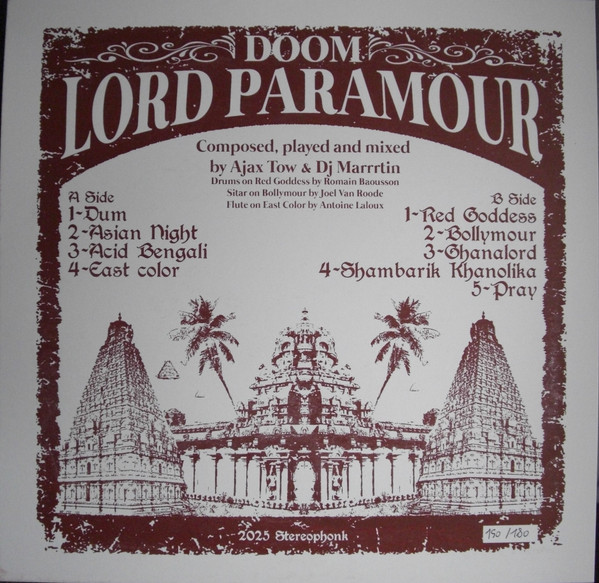 DOOM
LORD PARAMOUR
Composed, played and mixed
by Ajax Tow & Dj Marrrtin
Drums on Red Goddess by Romain Baousson
Sitar on Bollymour by Joel Van Roode
Flute on East Color by Antoine Laloux
A Side
1-Dum
2-Asian Night
3-Acid Bengali
4-East color
B Side
1-Red Goddess
2-Bollymour
3-Ghanalord
4-Shambarik Khanolika
5-Pray
2025 Stereophonk
150 /180